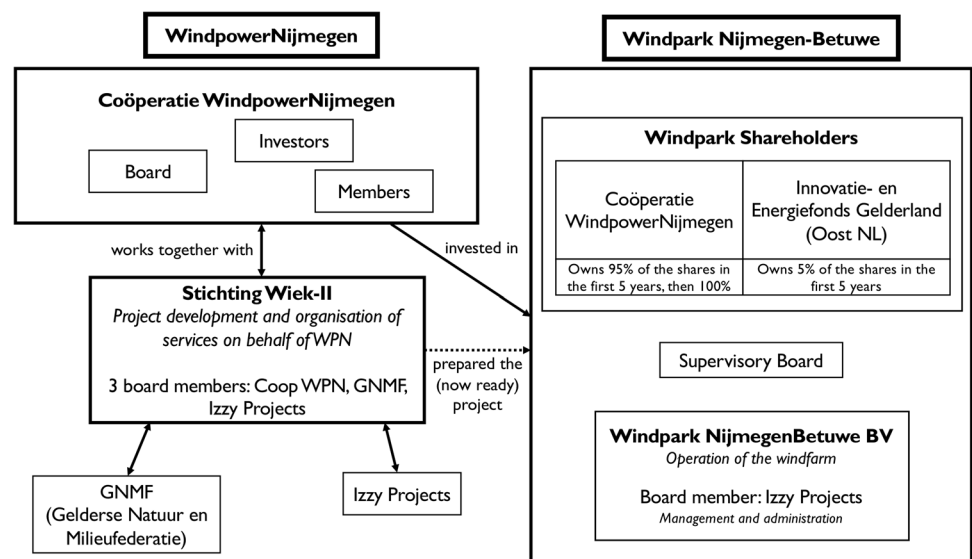 WindpowerNijmegen
Coöperatie WindpowerNijmegen
Investors
Board
Members
works together with
invested in
Stichting Wiek-II
Project development and organisation of
services on behalf of WPN
3 board members: Coop WPN, GNMF,
Izzy Projects
prepared the
(now ready)
project
GNMF
(Gelderse Natuur en
Milieufederatie)
Izzy Projects
Windpark Nijmegen-Betuwe
Windpark Shareholders
Coöperatie
WindpowerNijmegen
Owns 95% of the shares in
the first 5 years, then 100%
Innovatie- en
Energiefonds Gelderland
(Oost NL)
Owns 5% of the shares in the
first 5 years
Supervisory Board
Windpark NijmegenBetuwe BV
Operation of the windfarm
Board member: Izzy Projects
Management and administration